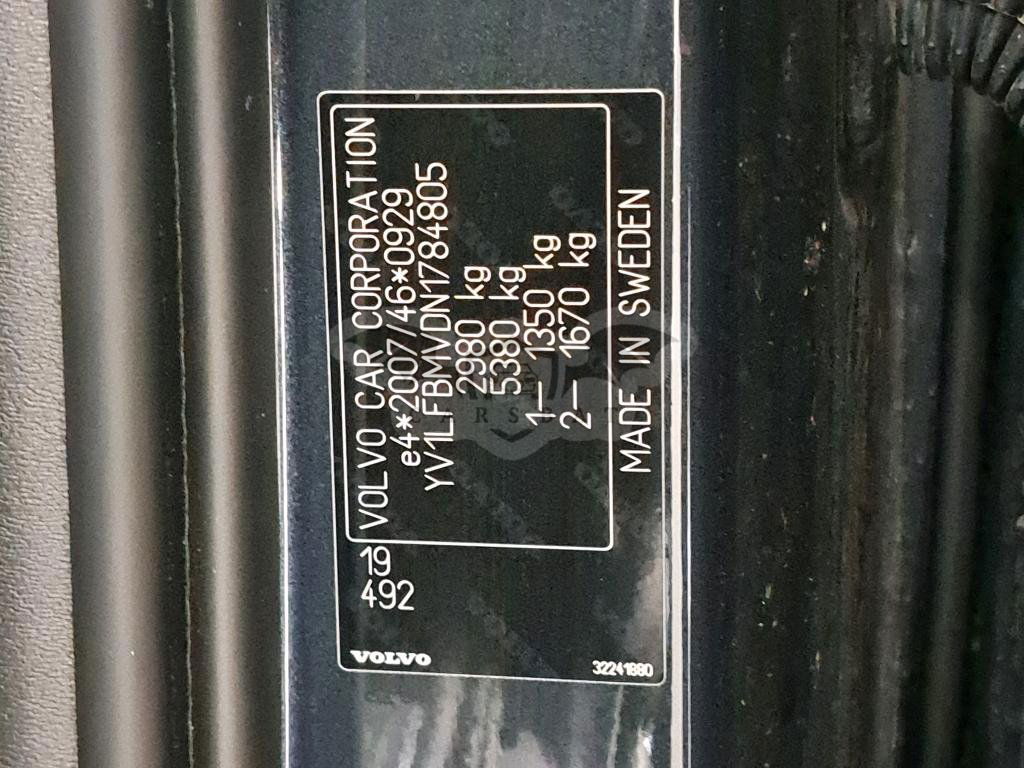 VOLVO CAR CORPORATION
e4*2007/46*0929
YV1LFBMVDN1784805
2980 kg
5380 kg
1– 1350 kg
2– 1670 kg
MADE IN SWEDEN
19
492
VOLVO
32241880